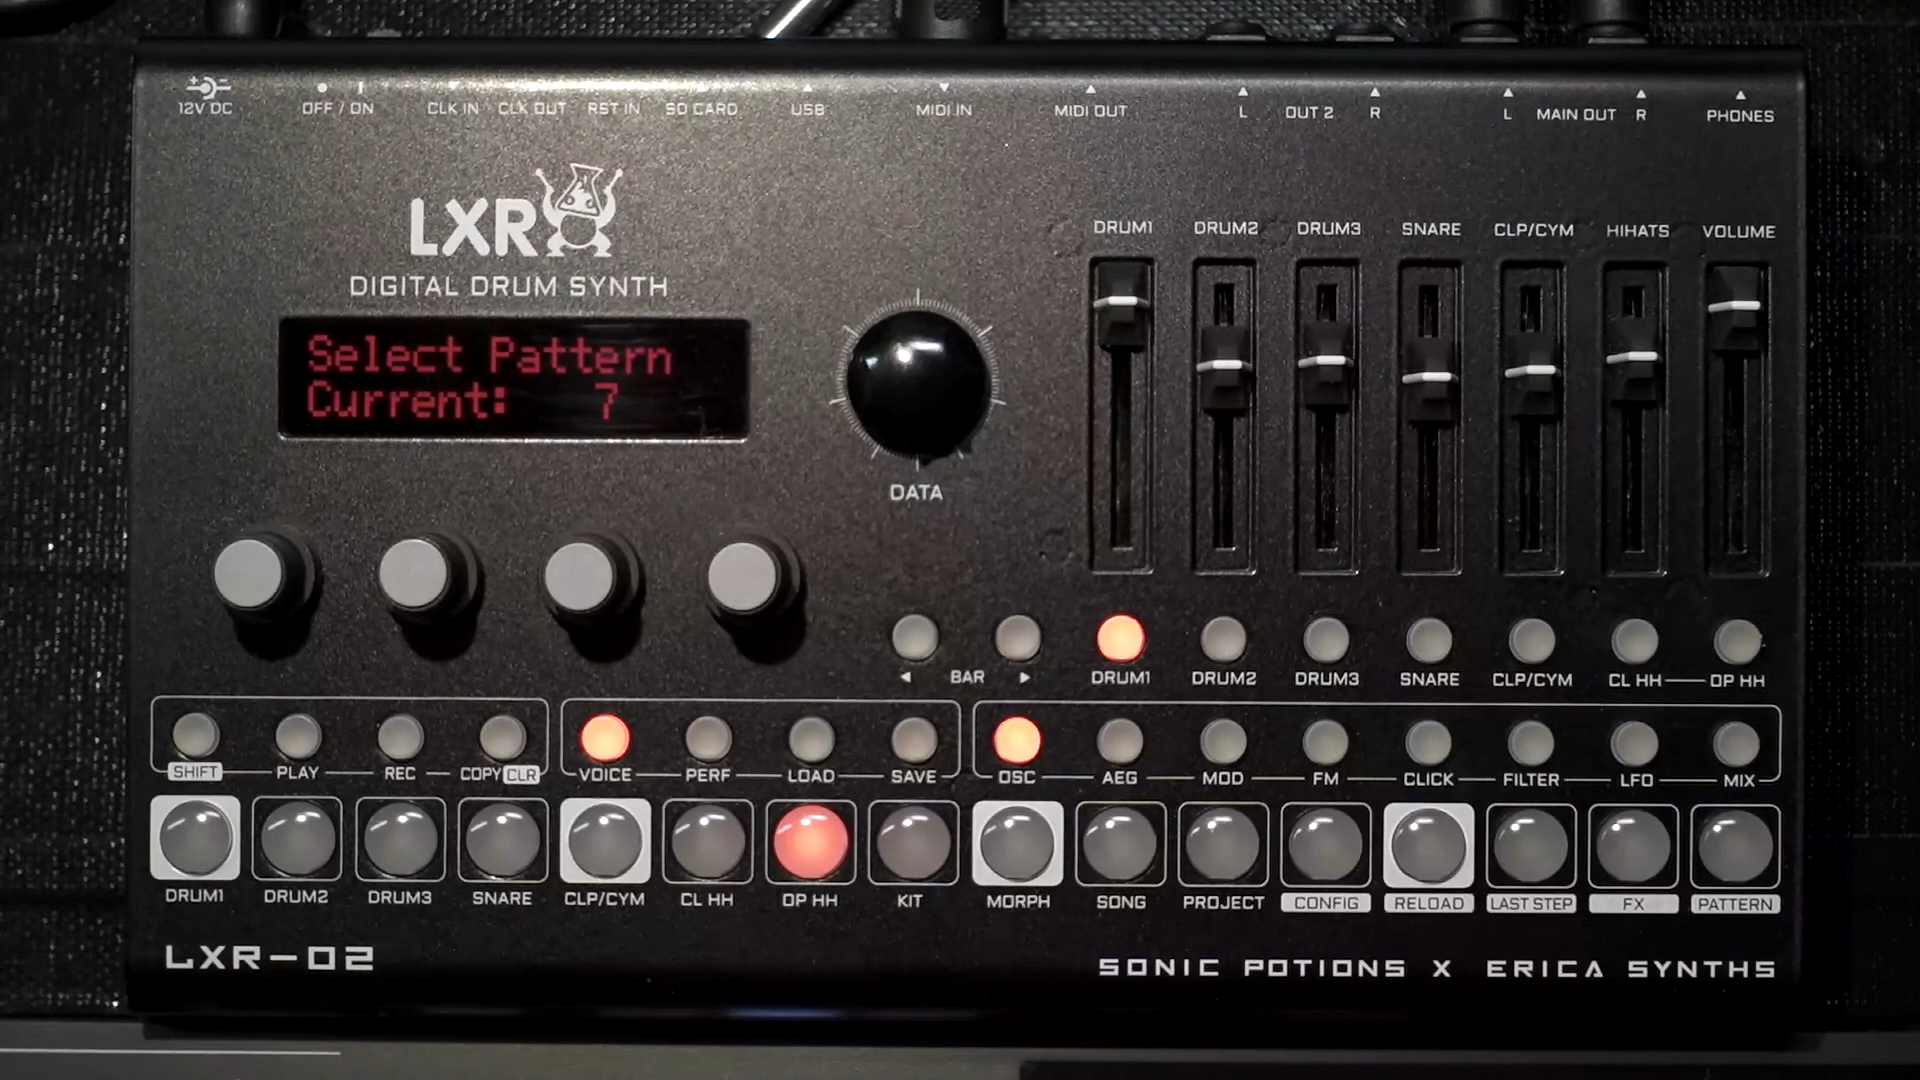 12V DC OFF / ON CLK IN CLK OUT RST IN SD CARD USB MIDI IN MIDI OUT L OUT 2 R L MAIN OUT R PHONES
LXR
DIGITAL DRUM SYNTH
DRUM1 DRUM2 DRUM3 SNARE CLP/CYM HIHATS VOLUME
Select Pattern
Current: 7
DATA
BAR DRUM1 DRUM2 DRUM3 SNARE CLP/CYM CL HH OP HH
SHIFT PLAY REC COPY CLR VOICE PERF LOAD SAVE OSC AEG MOD FM CLICK FILTER LFO MIX
DRUM1 DRUM2 DRUM3 SNARE CLP/CYM CL HH OP HH KIT MORPH SONG PROJECT CONFIG RELOAD LAST STEP FX PATTERN
LXR-02
SONIC POTIONS X ERICA SYNTHS